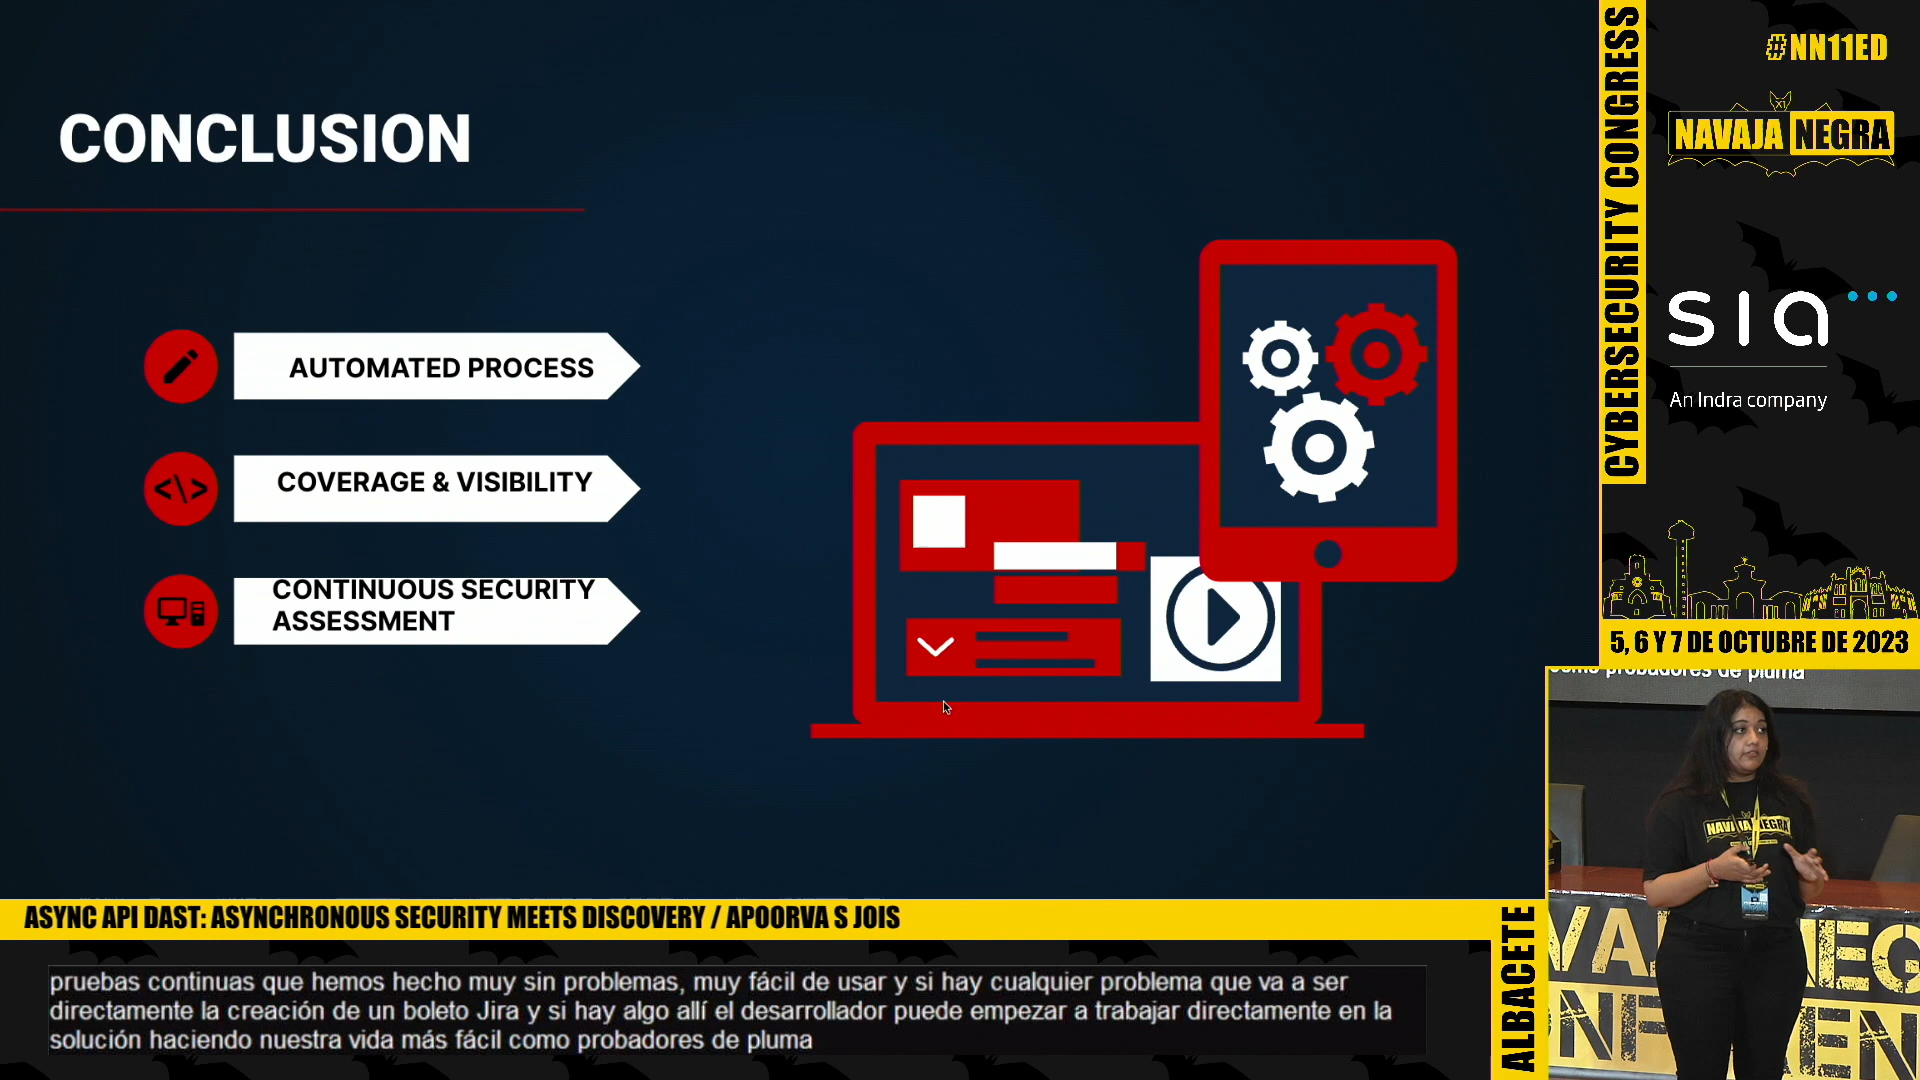 CONCLUSION
AUTOMATED PROCESS
COVERAGE & VISIBILITY
CONTINUOUS SECURITY
ASSESSMENT
#NN11ED
NAVAJA NEGRA
CYBERSECURITY CONGRESS
sia
An Indra company
5, 6 Y 7 DE OCTUBRE DE 2023
probadores de pluma
NAVAJA NEGRA
ASYNC API DAST: ASYNCHRONOUS SECURITY MEETS DISCOVERY / APOORVA S JOIS
ALBACETE
pruebas continuas que hemos hecho muy sin problemas, muy fácil de usar y si hay cualquier problema que va a ser
directamente la creación de un boleto Jira y si hay algo allí el desarrollador puede empezar a trabajar directamente en la
solución haciendo nuestra vida más fácil como probadores de pluma